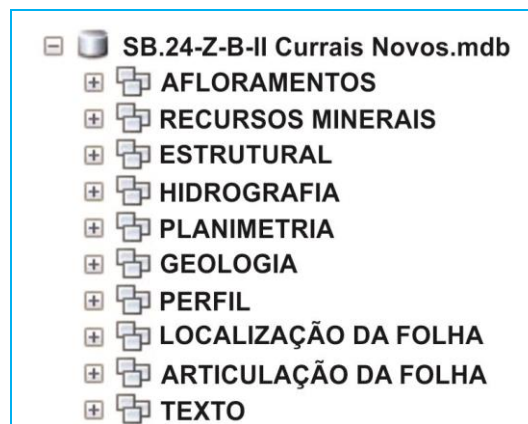 SB.24-Z-B-II Currais Novos.mdb
AFLORAMENTOS
RECURSOS MINERAIS
ESTRUTURAL
HIDROGRAFIA
PLANIMETRIA
GEOLOGIA
PERFIL
LOCALIZAÇÃO DA FOLHA
ARTICULAÇÃO DA FOLHA
TEXTO